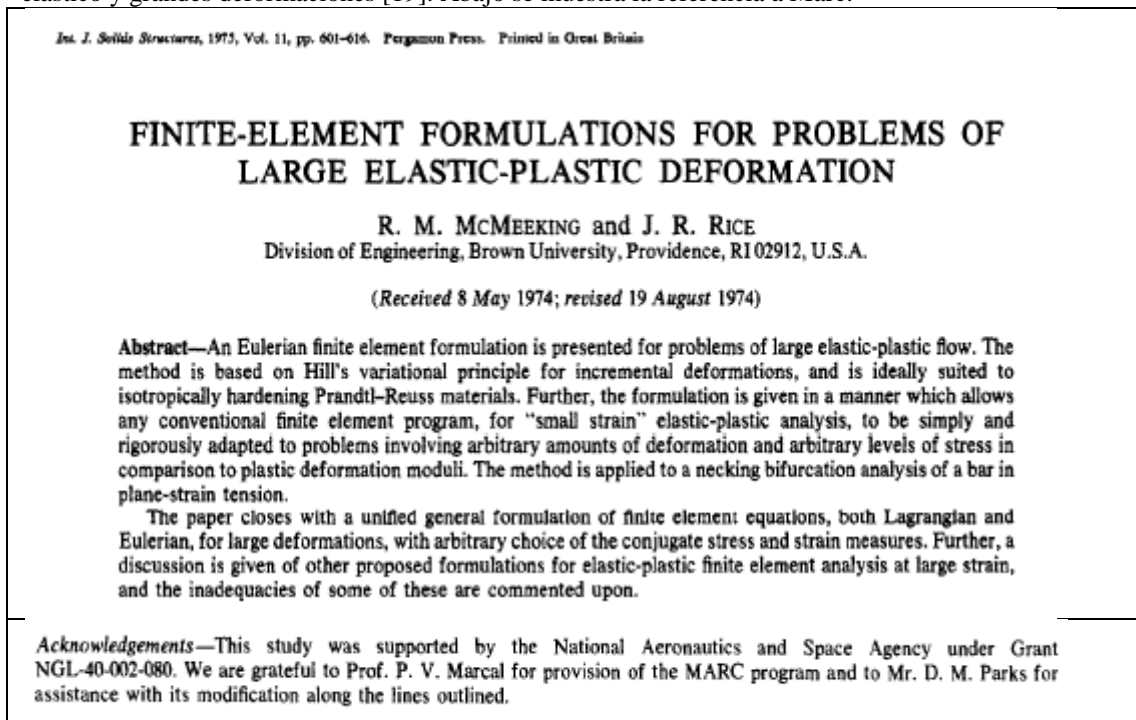 elástico y grandes deformaciones [19]. Abajo se muestra la referencia a Marc.
Int. J. Solids Structures, 1975, Vol. 11, pp. 601–616. Pergamon Press. Printed in Great Britain
FINITE-ELEMENT FORMULATIONS FOR PROBLEMS OF
LARGE ELASTIC-PLASTIC DEFORMATION
R. M. MCMEEKING and J. R. RICE
Division of Engineering, Brown University, Providence, RI 02912, U.S.A.
(Received 8 May 1974; revised 19 August 1974)
Abstract—An Eulerian finite element formulation is presented for problems of large elastic-plastic flow. The
method is based on Hill's variational principle for incremental deformations, and is ideally suited to
isotropically hardening Prandtl–Reuss materials. Further, the formulation is given in a manner which allows
any conventional finite element program, for "small strain" elastic-plastic analysis, to be simply and
rigorously adapted to problems involving arbitrary amounts of deformation and arbitrary levels of stress in
comparison to plastic deformation moduli. The method is applied to a necking bifurcation analysis of a bar in
plane-strain tension.
The paper closes with a unified general formulation of finite element equations, both Lagrangian and
Eulerian, for large deformations, with arbitrary choice of the conjugate stress and strain measures. Further, a
discussion is given of other proposed formulations for elastic-plastic finite element analysis at large strain,
and the inadequacies of some of these are commented upon.
Acknowledgements—This study was supported by the National Aeronautics and Space Agency under Grant
NGL-40-002-080. We are grateful to Prof. P. V. Marcal for provision of the MARC program and to Mr. D. M. Parks for
assistance with its modification along the lines outlined.